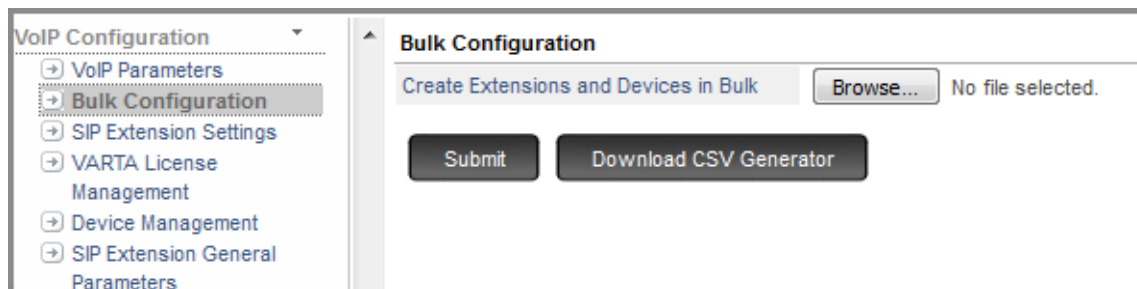 VoIP Configuration
VoIP Parameters
Bulk Configuration
SIP Extension Settings
VARTA License
Management
Device Management
SIP Extension General
Parameters
Bulk Configuration
Create Extensions and Devices in Bulk Browse... No file selected.
Submit Download CSV Generator